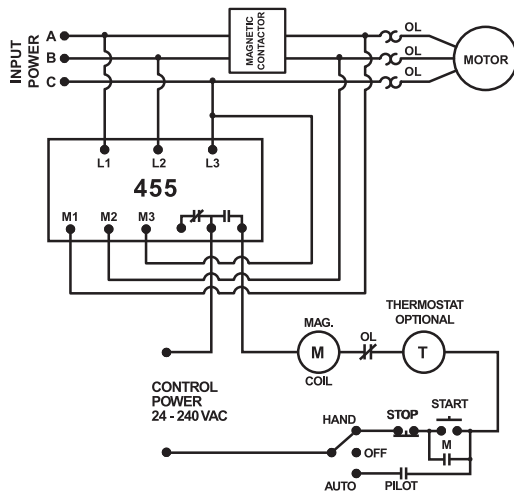 INPUT
POWER
A
B
C
MAGNETIC
CONTACTOR
OL
OL
OL
MOTOR
L1 L2 L3
455
M1 M2 M3
MAG.
M
COIL
OL
THERMOSTAT
OPTIONAL
T
CONTROL
POWER
24 - 240 VAC
HAND
OFF
AUTO
STOP
START
M
PILOT